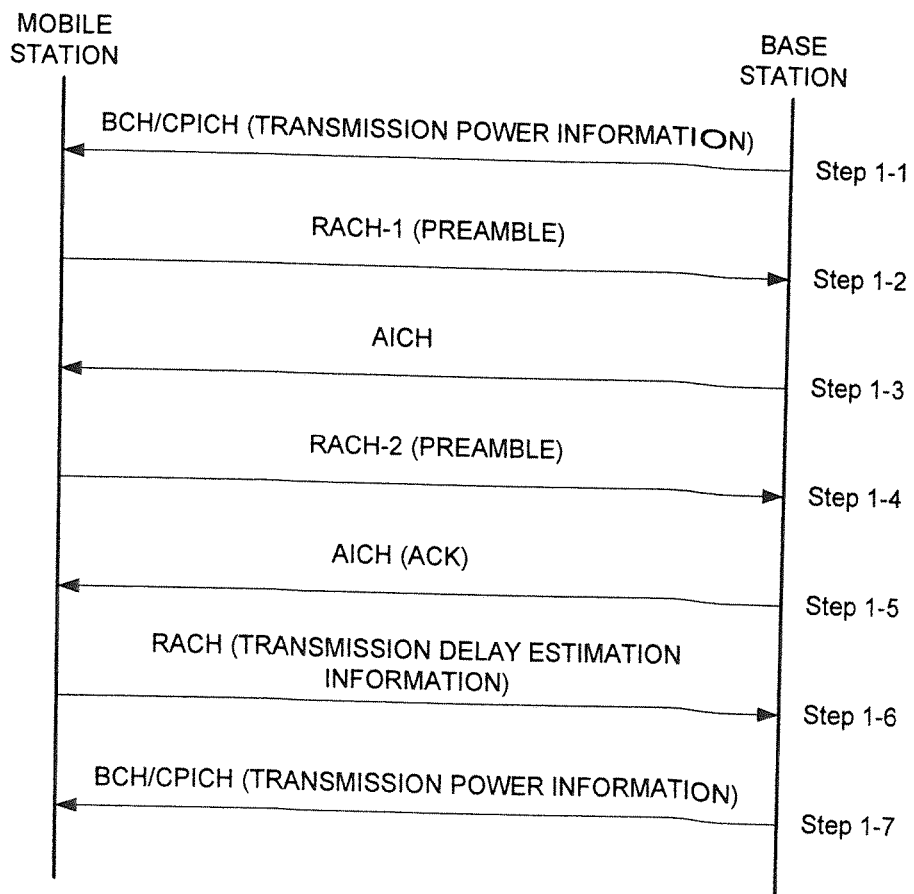 MOBILE
STATION
BASE
STATION
BCH/CPICH (TRANSMISSION POWER INFORMATION)
Step 1-1
RACH-1 (PREAMBLE)
Step 1-2
AICH
Step 1-3
RACH-2 (PREAMBLE)
Step 1-4
AICH (ACK)
Step 1-5
RACH (TRANSMISSION DELAY ESTIMATION
INFORMATION)
Step 1-6
BCH/CPICH (TRANSMISSION POWER INFORMATION)
Step 1-7